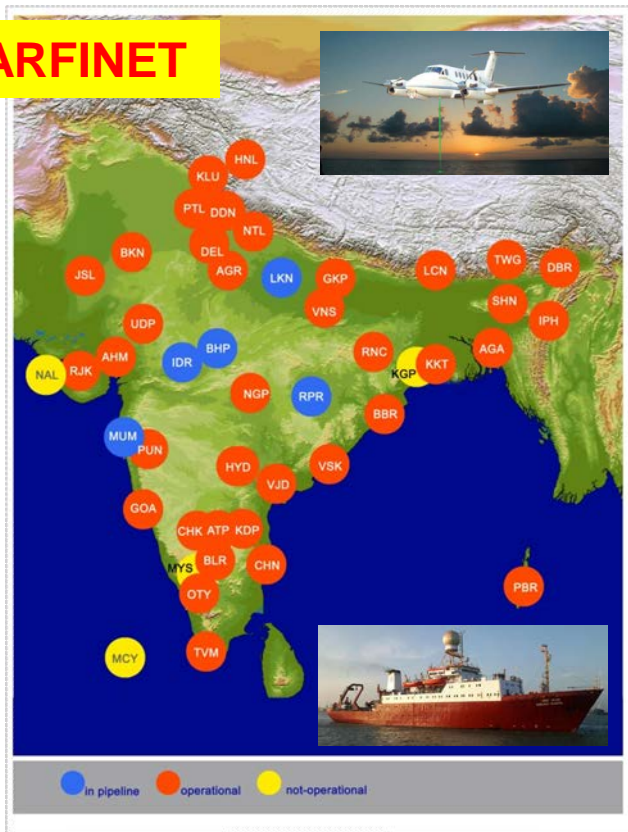 ARFINET
HNL
KLU
PTL
DDN
NTL
BKN
DEL
AGR
JSL
LKN
GKP
LCN
TWG
DBR
VNS
SHN
IPH
UDP
AHM
IDR
BHP
RNC
AGA
NAL
RJK
KGP
KKT
NGP
RPR
BBR
MUM
PUN
HYD
VSK
VJD
GOA
CHK
ATP
KDP
MYS
BLR
CHN
OTY
PBR
MCY
TVM
in pipeline
operational
not-operational